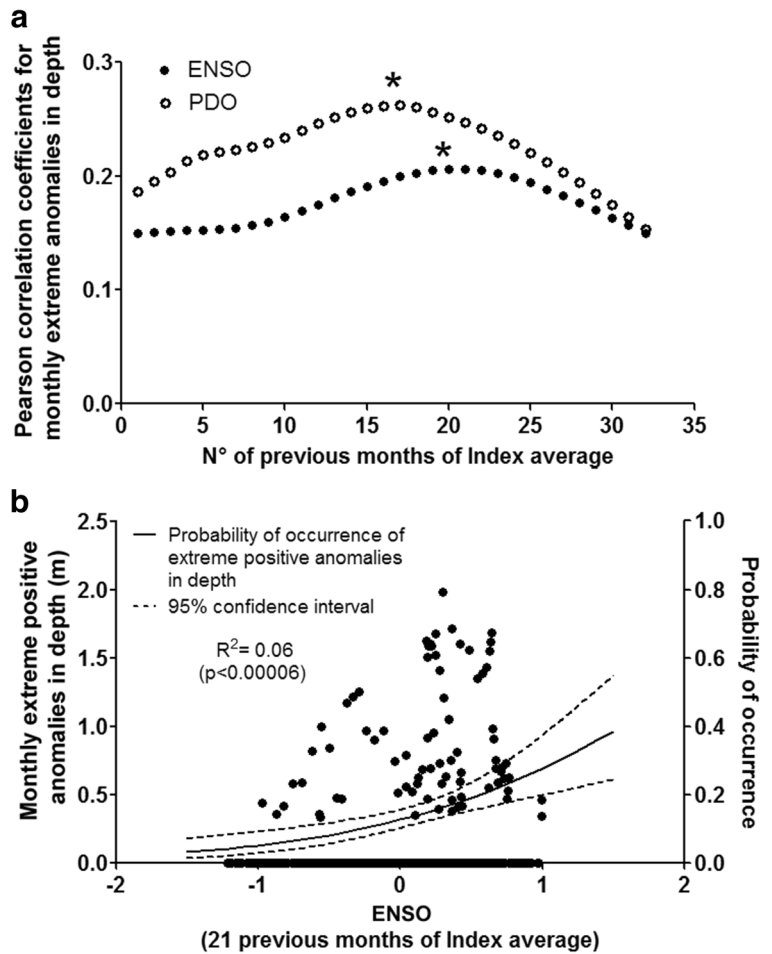 a
Pearson correlation coefficients for
monthly extreme anomalies in depth
0.3
0.2
0.1
0.0
ENSO
PDO
*
*
0 5 10 15 20 25 30 35
N° of previous months of Index average
b
Monthly extreme positive
anomalies in depth (m)
2.5
2.0
1.5
1.0
0.5
0.0
Probability of occurrence of
extreme positive anomalies
in depth
95% confidence interval
R²= 0.06
(p<0.00006)
1.0
0.8
0.6
0.4
0.2
0.0
Probability of occurrence
-2 -1 0 1 2
ENSO
(21 previous months of Index average)